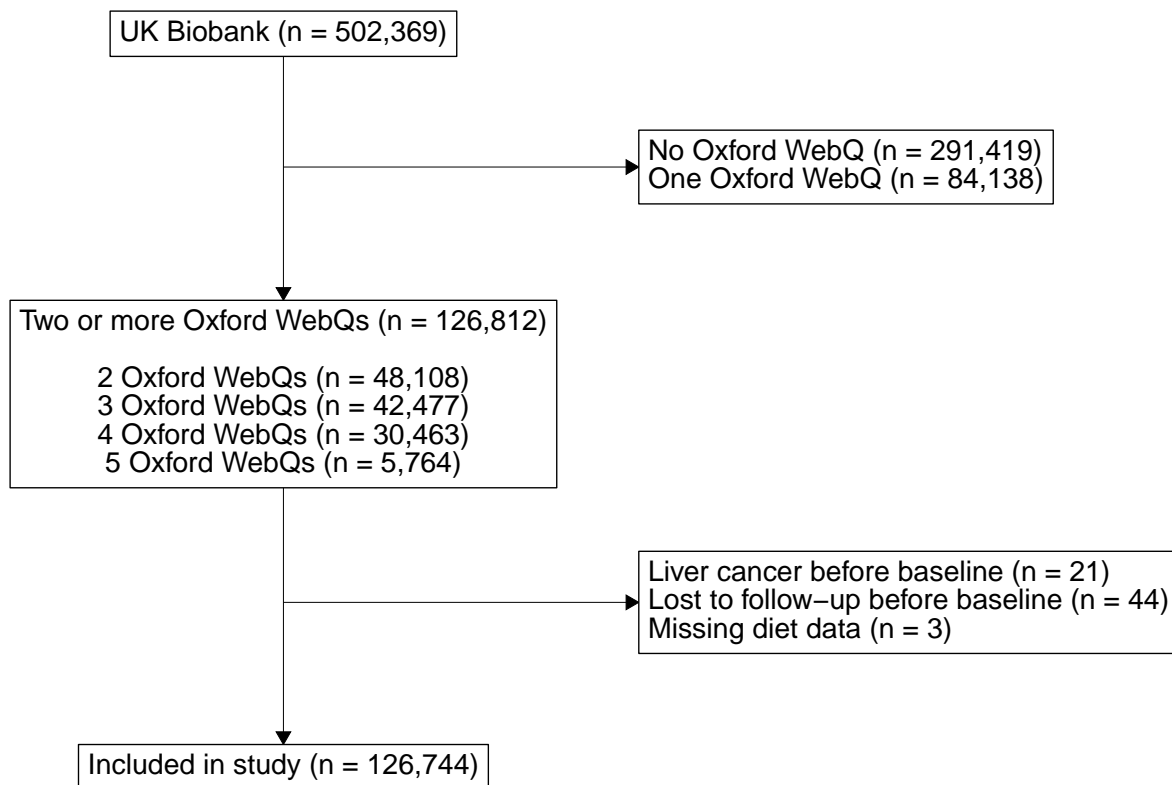 UK Biobank (n = 502,369)
No Oxford WebQ (n = 291,419)
One Oxford WebQ (n = 84,138)
Two or more Oxford WebQs (n = 126,812)
2 Oxford WebQs (n = 48,108)
3 Oxford WebQs (n = 42,477)
4 Oxford WebQs (n = 30,463)
5 Oxford WebQs (n = 5,764)
Liver cancer before baseline (n = 21)
Lost to follow−up before baseline (n = 44)
Missing diet data (n = 3)
Included in study (n = 126,744)